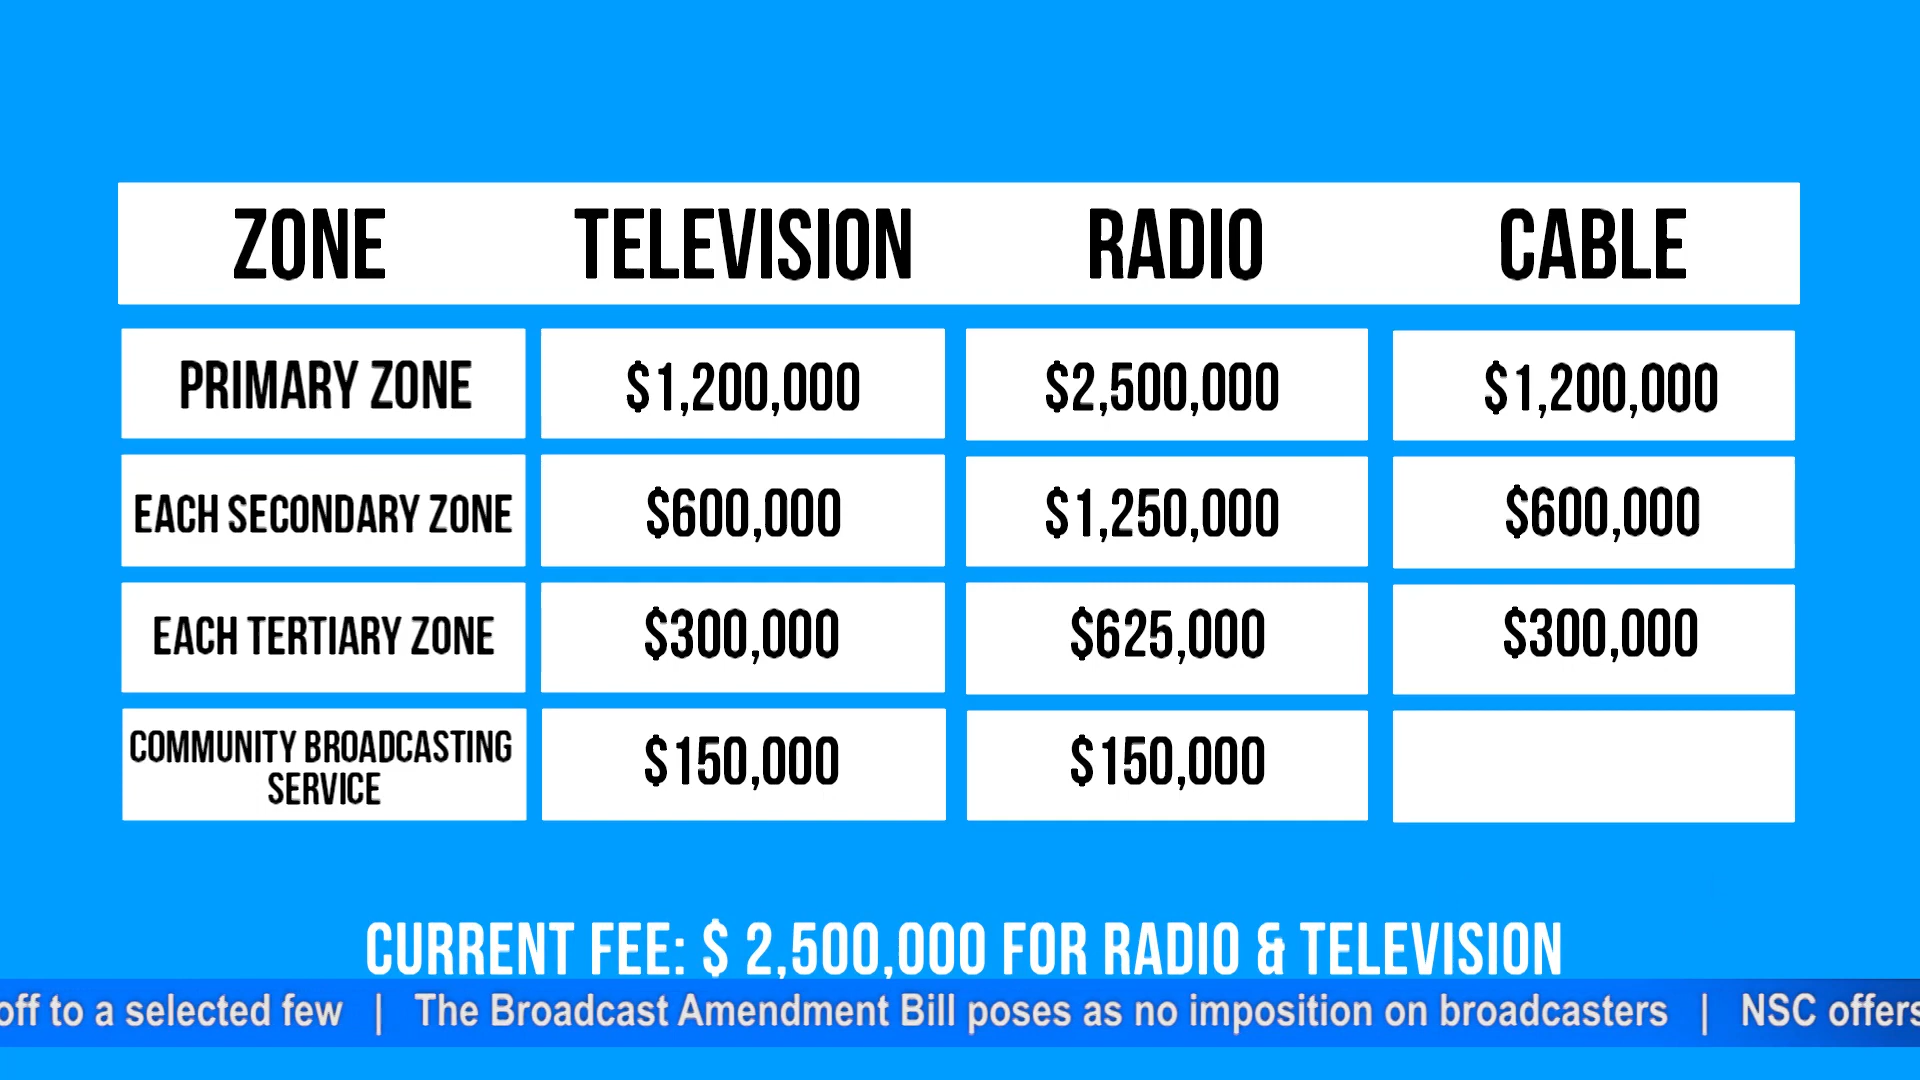 ZONE TELEVISION RADIO CABLE
PRIMARY ZONE $1,200,000 $2,500,000 $1,200,000
EACH SECONDARY ZONE $600,000 $1,250,000 $600,000
EACH TERTIARY ZONE $300,000 $625,000 $300,000
COMMUNITY BROADCASTING
SERVICE $150,000 $150,000
CURRENT FEE: $ 2,500,000 FOR RADIO & TELEVISION
off to a selected few | The Broadcast Amendment Bill poses as no imposition on broadcasters | NSC offers